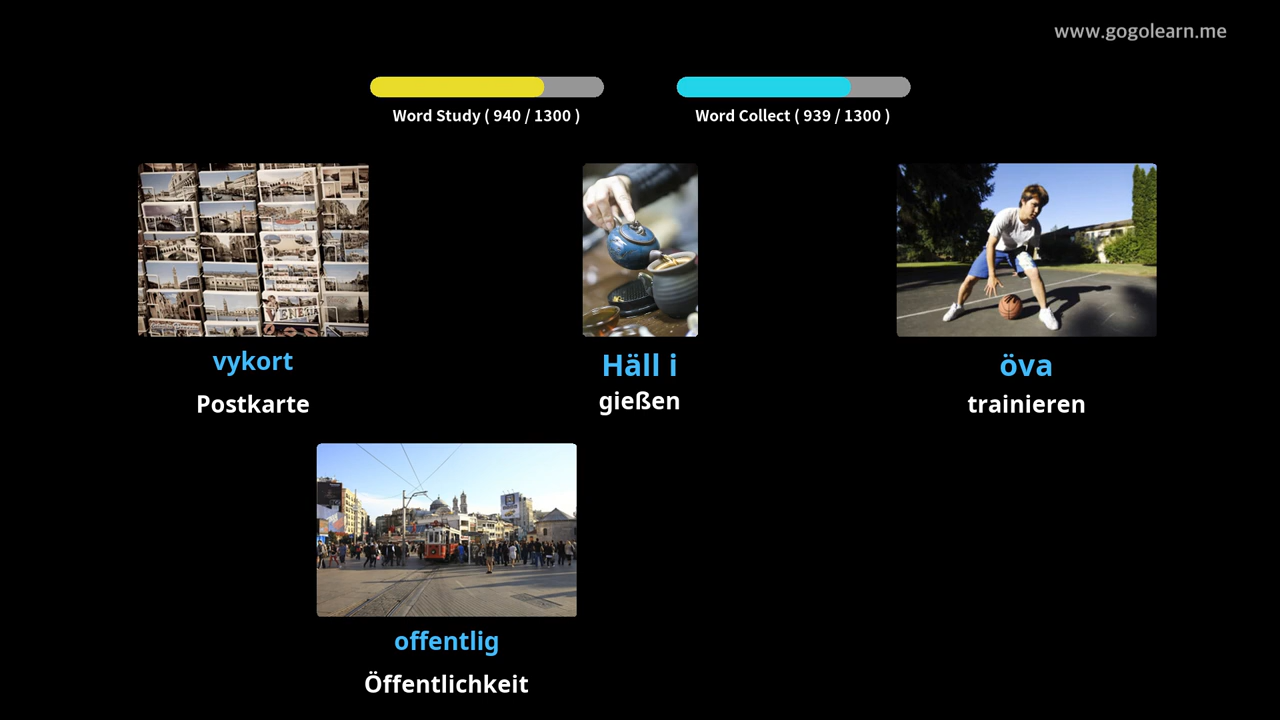 www.gogolearn.me
Word Study ( 940 / 1300 )
Word Collect ( 939 / 1300 )
vykort
Häll i
öva
Postkarte
gießen
trainieren
offentlig
Öffentlichkeit